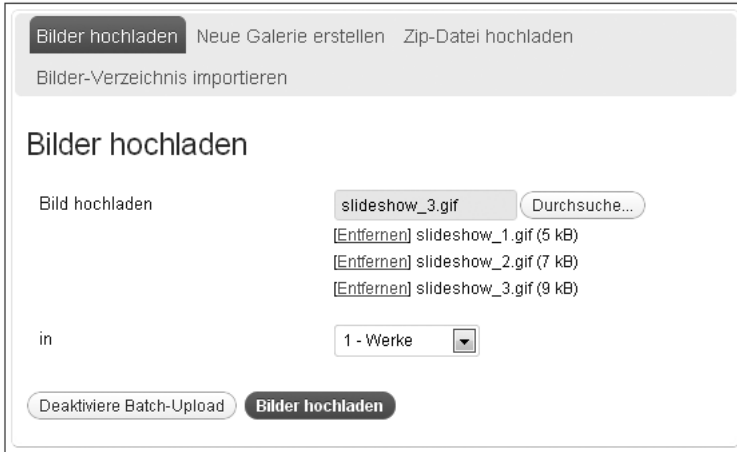 Bilder hochladen Neue Galerie erstellen Zip-Datei hochladen
Bilder-Verzeichnis importieren
Bilder hochladen
Bild hochladen slideshow_3.gif Durchsuche...
[Entfernen] slideshow_1.gif (5 kB)
[Entfernen] slideshow_2.gif (7 kB)
[Entfernen] slideshow_3.gif (9 kB)
in 1 - Werke
Deaktiviere Batch-Upload Bilder hochladen